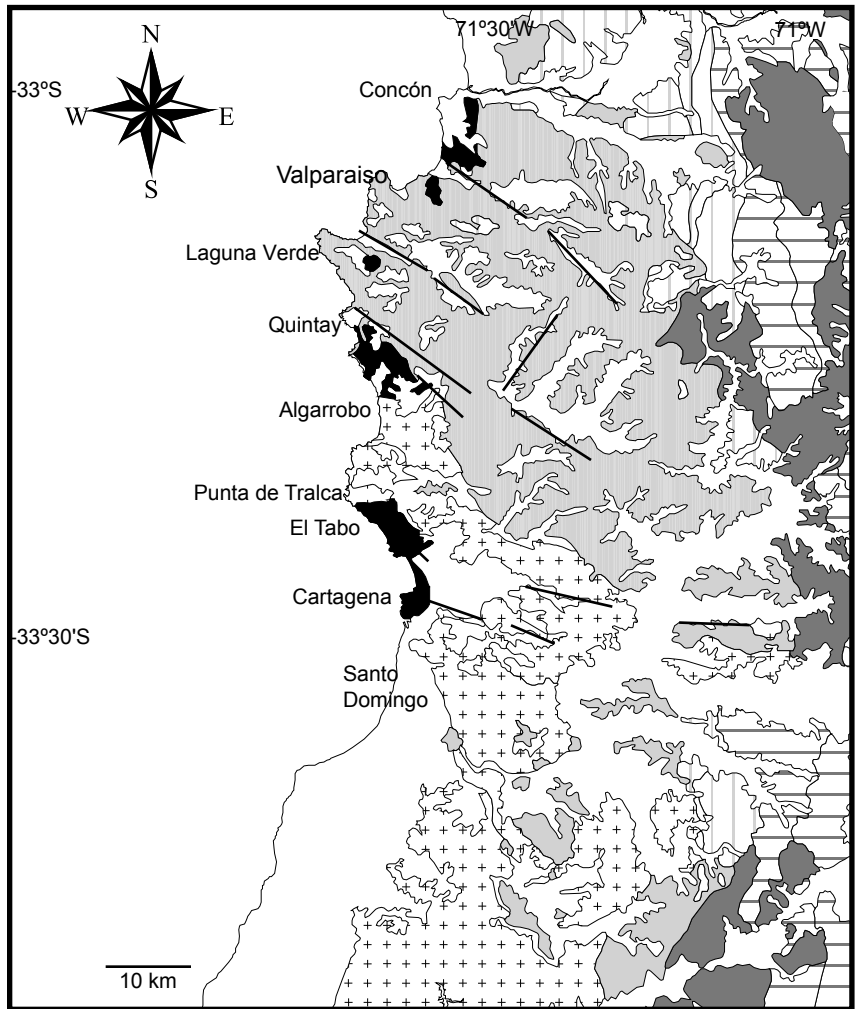 71º30'W
71ºW
N
W
E
S
33ºS
Concón
Valparaiso
Laguna Verde
Quintay
Algarrobo
Punta de Tralca
El Tabo
Cartagena
33º30'S
Santo
Domingo
10 km